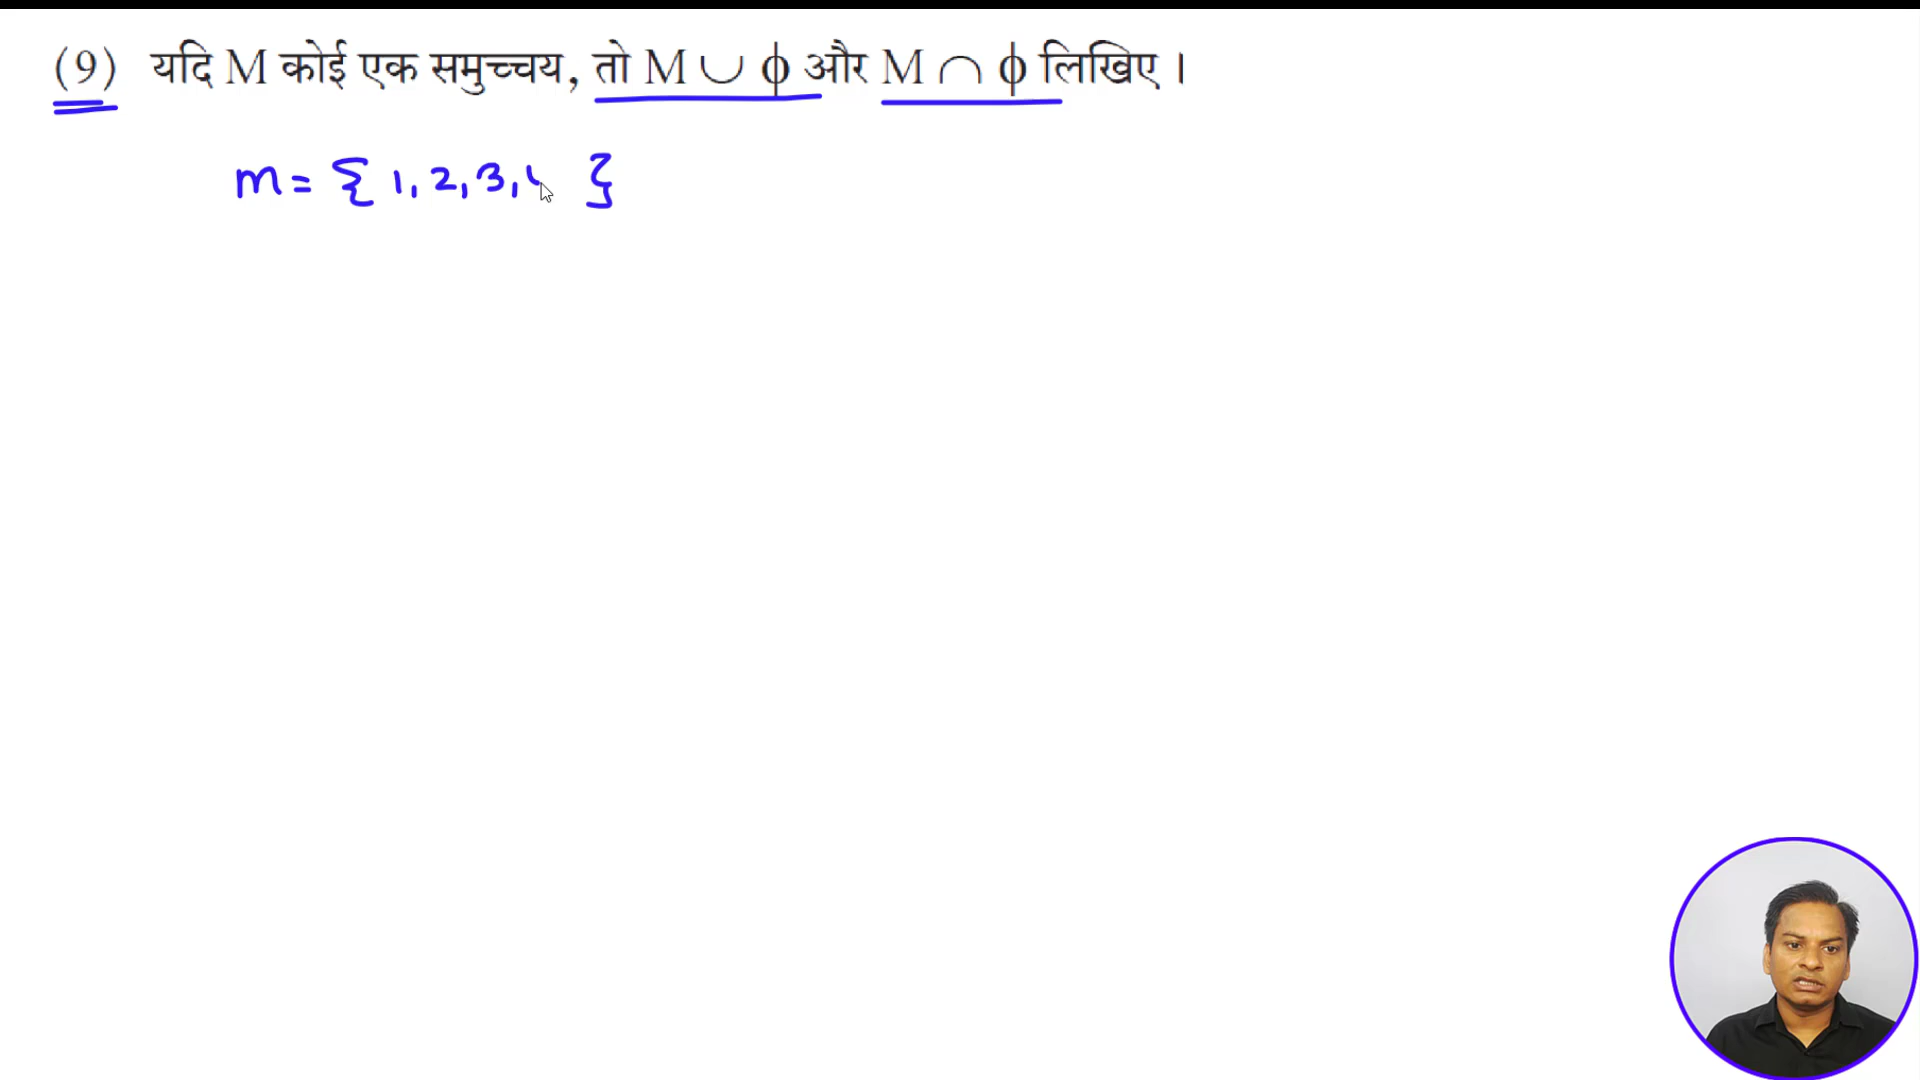 (9) यदि M कोई एक समुच्चय, तो M ∪ ϕ और M ∩ ϕ लिखिए ।
m = { 1, 2, 3, }